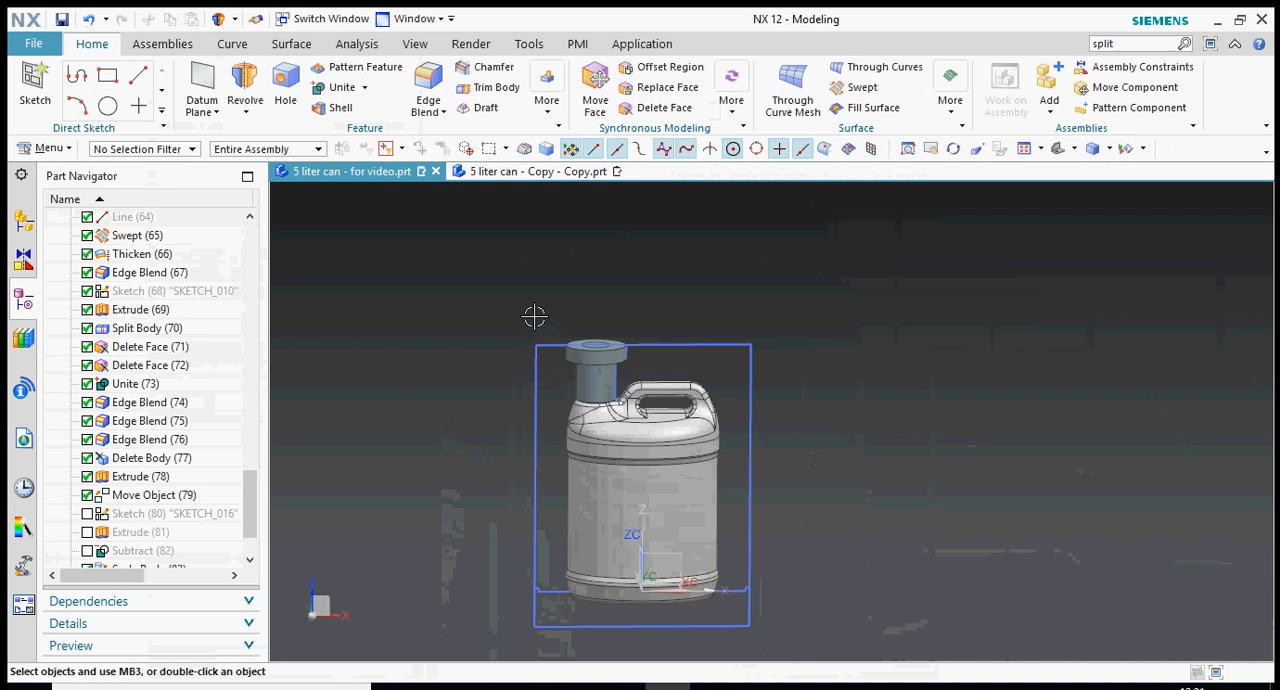 NX Switch Window Window NX 12 - Modeling SIEMENS
File Home Assemblies Curve Surface Analysis View Render Tools PMI Application split
Sketch Datum Plane Revolve Hole Pattern Feature Unite Shell Edge Blend Chamfer Trim Body Draft More Move Face Offset Region Replace Face Delete Face More Through Curve Mesh Through Curves Swept Fill Surface More Work on Assembly Add Assembly Constraints Move Component Pattern Component
Direct Sketch Feature Synchronous Modeling Surface Assemblies
Menu No Selection Filter Entire Assembly
Part Navigator 5 liter can - for video.prt 5 liter can - Copy - Copy.prt
Name
Line (64)
Swept (65)
Thicken (66)
Edge Blend (67)
Sketch (68) "SKETCH_010"
Extrude (69)
Split Body (70)
Delete Face (71)
Delete Face (72)
Unite (73)
Edge Blend (74)
Edge Blend (75)
Edge Blend (76)
Delete Body (77)
Extrude (78)
Move Object (79)
Sketch (80) "SKETCH_016"
Extrude (81)
Subtract (82)
Z
ZC
YC XC X
X
Dependencies
Details
Preview
Select objects and use MB3, or double-click an object